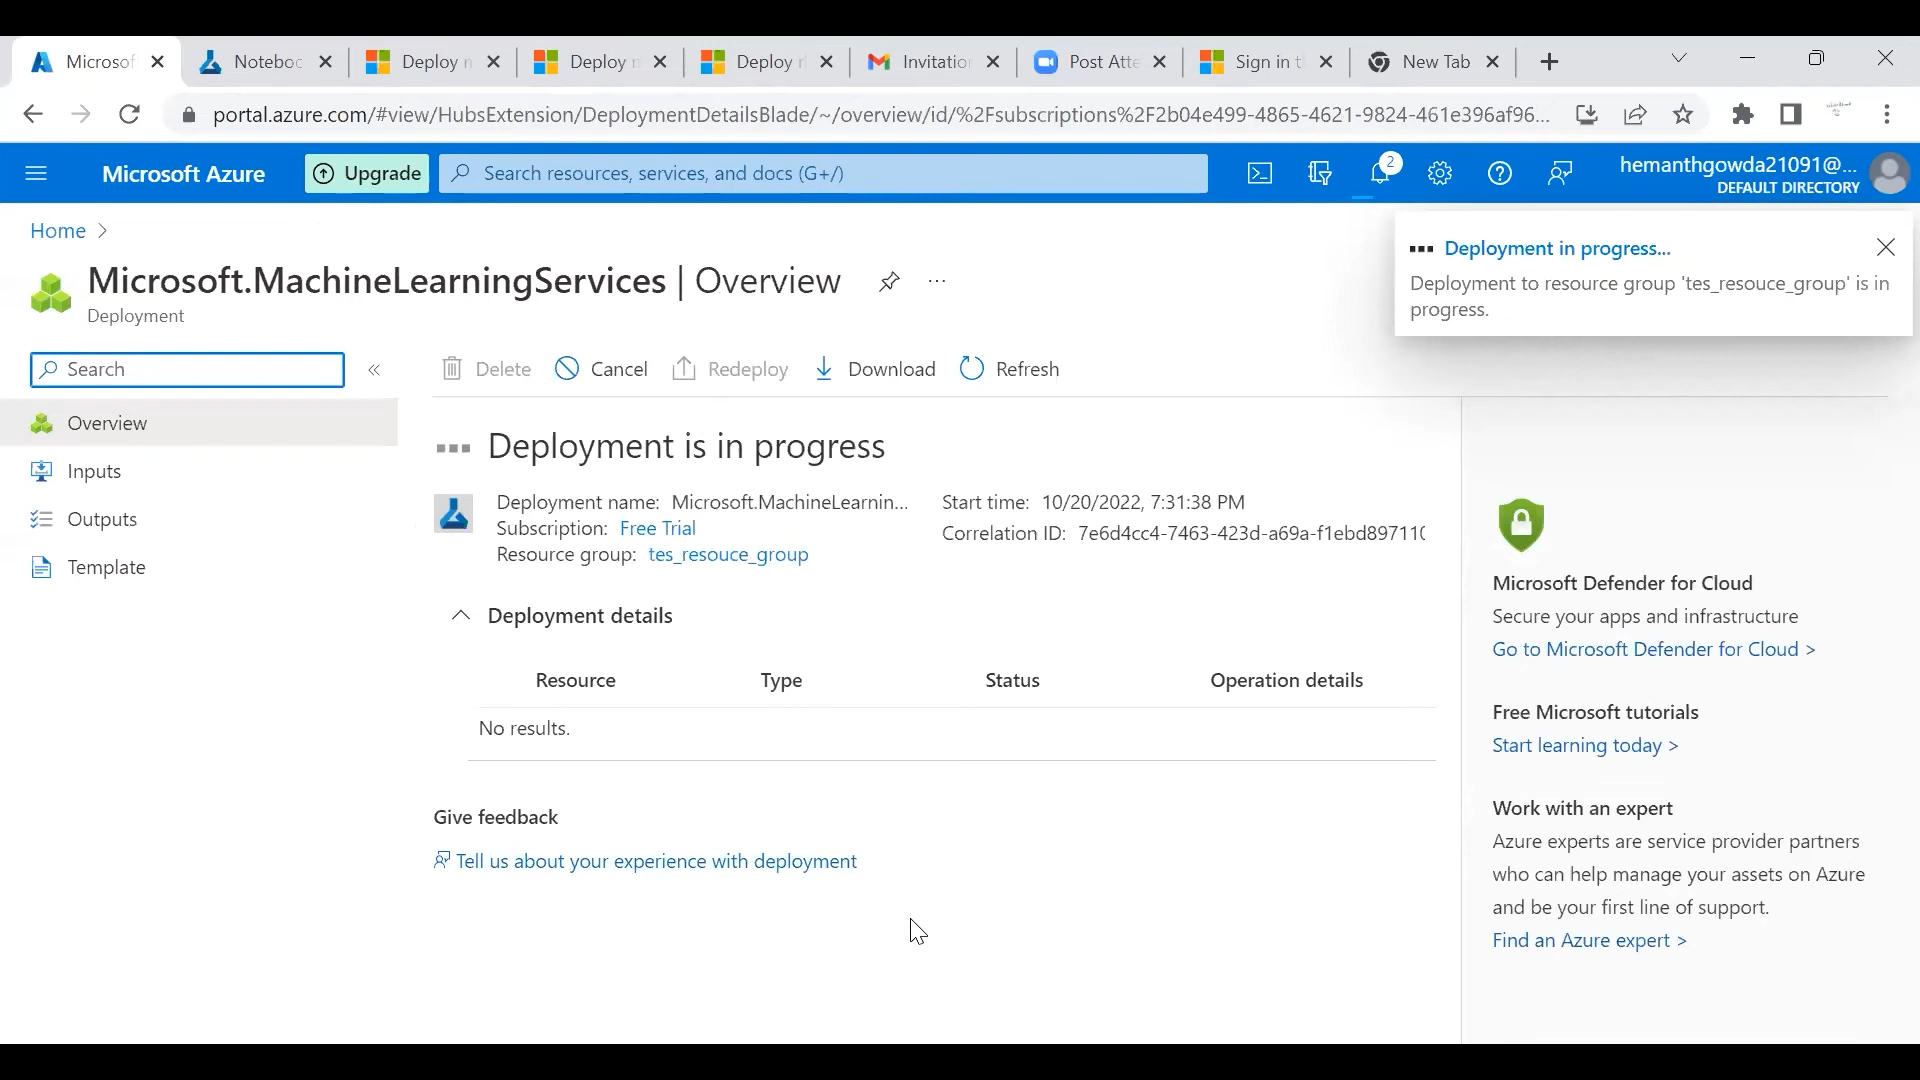 Microsof
Noteboo
Deploy m
Deploy m
Deploy
Invitation
Post Atte
Sign in t
New Tab
portal.azure.com/#view/HubsExtension/DeploymentDetailsBlade/~/overview/id/%2Fsubscriptions%2F2b04e499-4865-4621-9824-461e396af96...
Microsoft Azure
Upgrade
Search resources, services, and docs (G+/)
2
hemanthgowda21091@...
DEFAULT DIRECTORY
Home
Deployment in progress...
Deployment to resource group 'tes_resouce_group' is in
progress.
Microsoft.MachineLearningServices | Overview
Deployment
Search
Delete
Cancel
Redeploy
Download
Refresh
Overview
Inputs
Outputs
Template
Deployment is in progress
Deployment name: Microsoft.MachineLearnin...
Subscription: Free Trial
Resource group: tes_resouce_group
Start time: 10/20/2022, 7:31:38 PM
Correlation ID: 7e6d4cc4-7463-423d-a69a-f1ebd897110
Deployment details
Resource Type Status Operation details
No results.
Give feedback
Tell us about your experience with deployment
Microsoft Defender for Cloud
Secure your apps and infrastructure
Go to Microsoft Defender for Cloud >
Free Microsoft tutorials
Start learning today >
Work with an expert
Azure experts are service provider partners
who can help manage your assets on Azure
and be your first line of support.
Find an Azure expert >